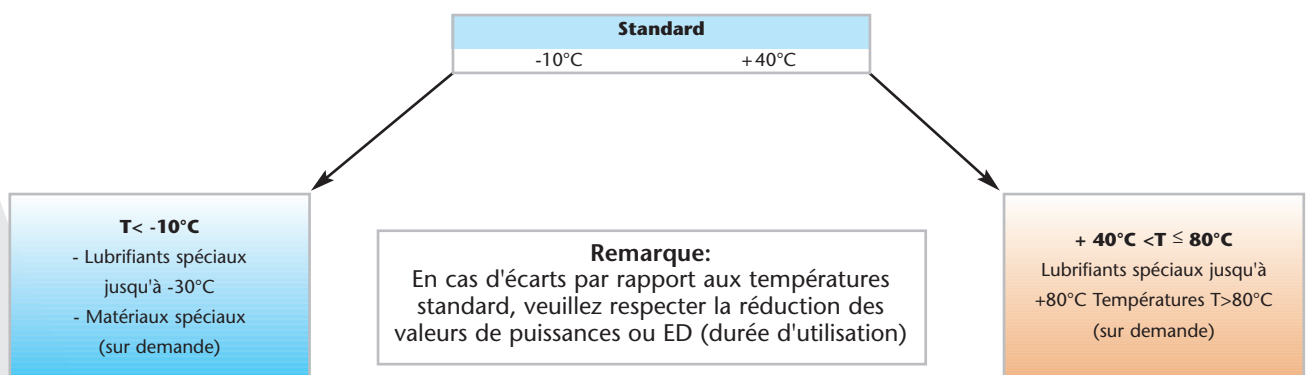 Standard
-10°C +40°C
T< -10°C
- Lubrifiants spéciaux
jusqu'à -30°C
- Matériaux spéciaux
(sur demande)
Remarque:
En cas d'écarts par rapport aux températures
standard, veuillez respecter la réduction des
valeurs de puissances ou ED (durée d'utilisation)
+ 40°C <T ≤ 80°C
Lubrifiants spéciaux jusqu'à
+80°C Températures T>80°C
(sur demande)